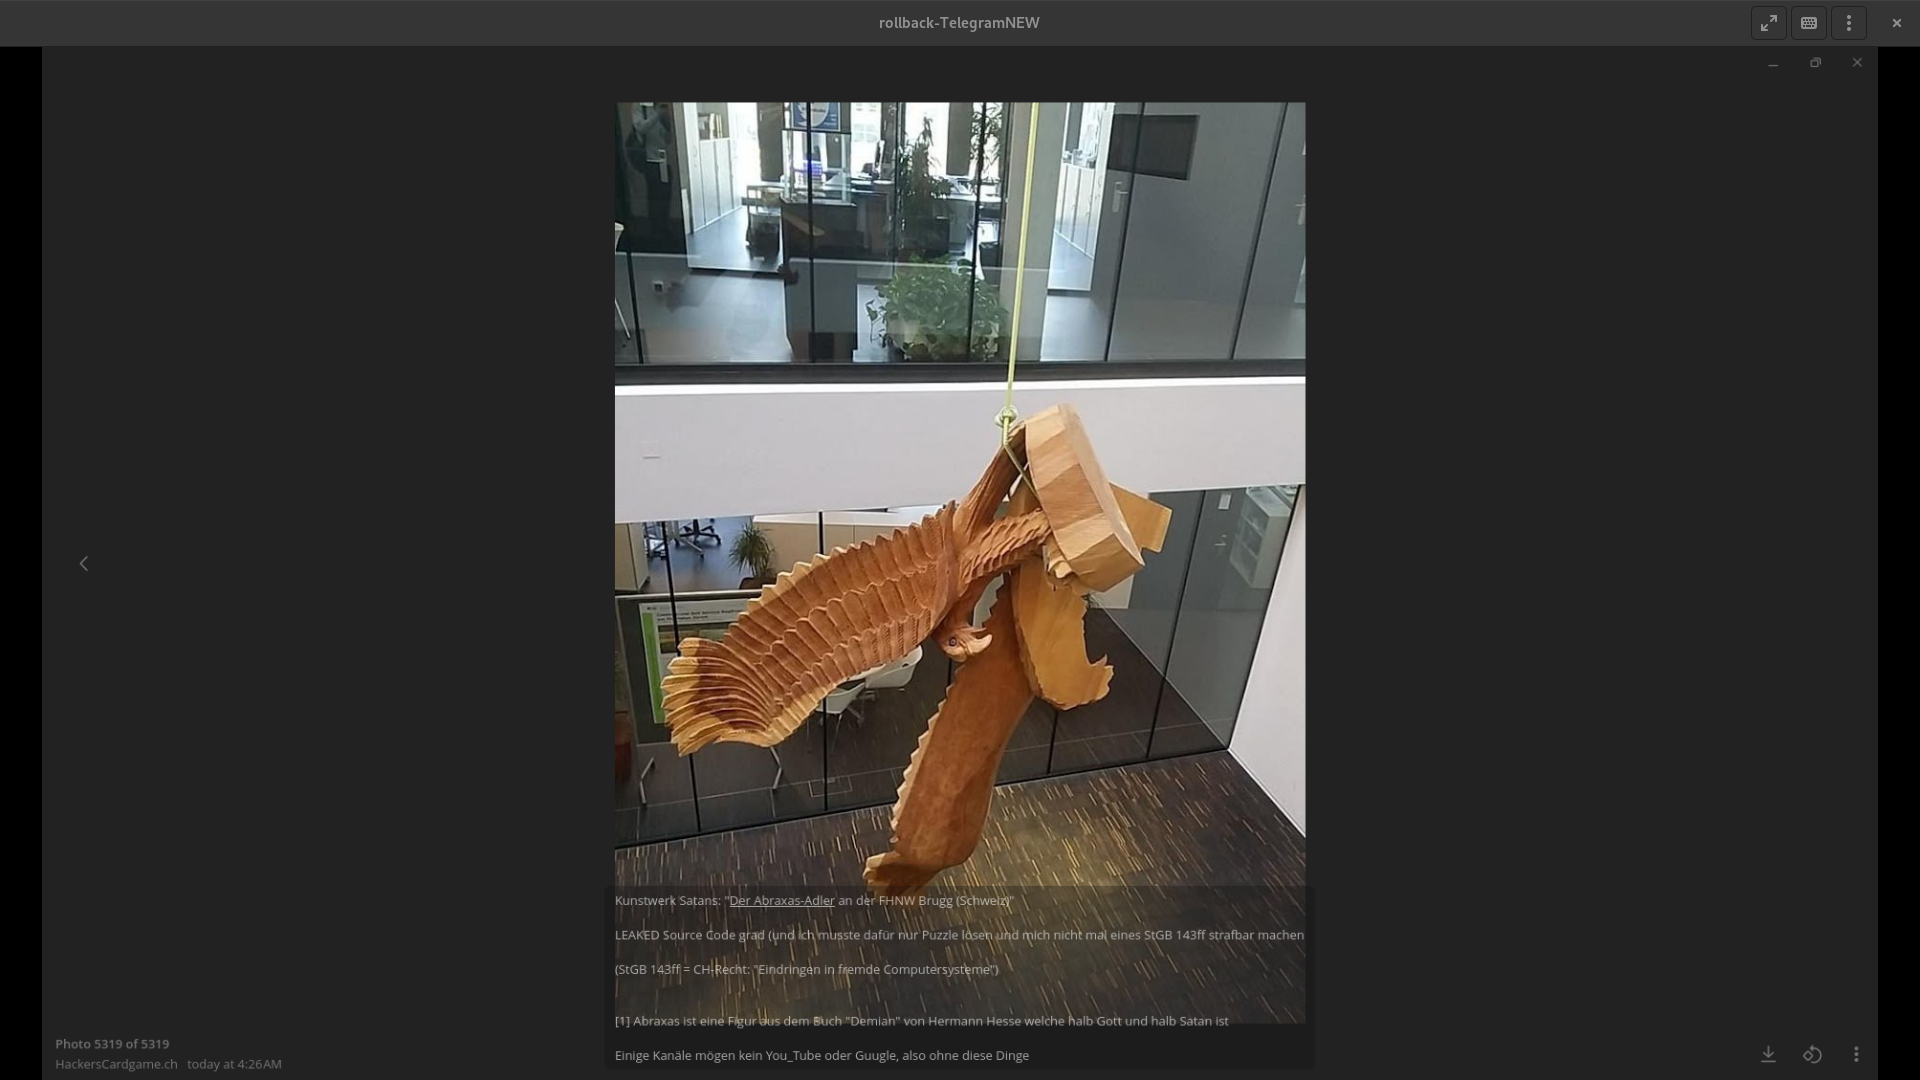 rollback-TelegramNEW
Kunstwerk Satans: "Der Abraxas-Adler an der FHNW Brugg (Schweiz)"
LEAKED Source Code grad (und ich musste dafür nur Puzzle lösen und mich nicht mal eines StGB 143ff strafbar machen
(StGB 143ff = CH-Recht: "Eindringen in fremde Computersysteme")
[1] Abraxas ist eine Figur aus dem Buch "Demian" von Hermann Hesse welche halb Gott und halb Satan ist
Einige Kanäle mögen kein You_Tube oder Guugle, also ohne diese Dinge
Photo 5319 of 5319
HackersCardgame.ch today at 4:26AM